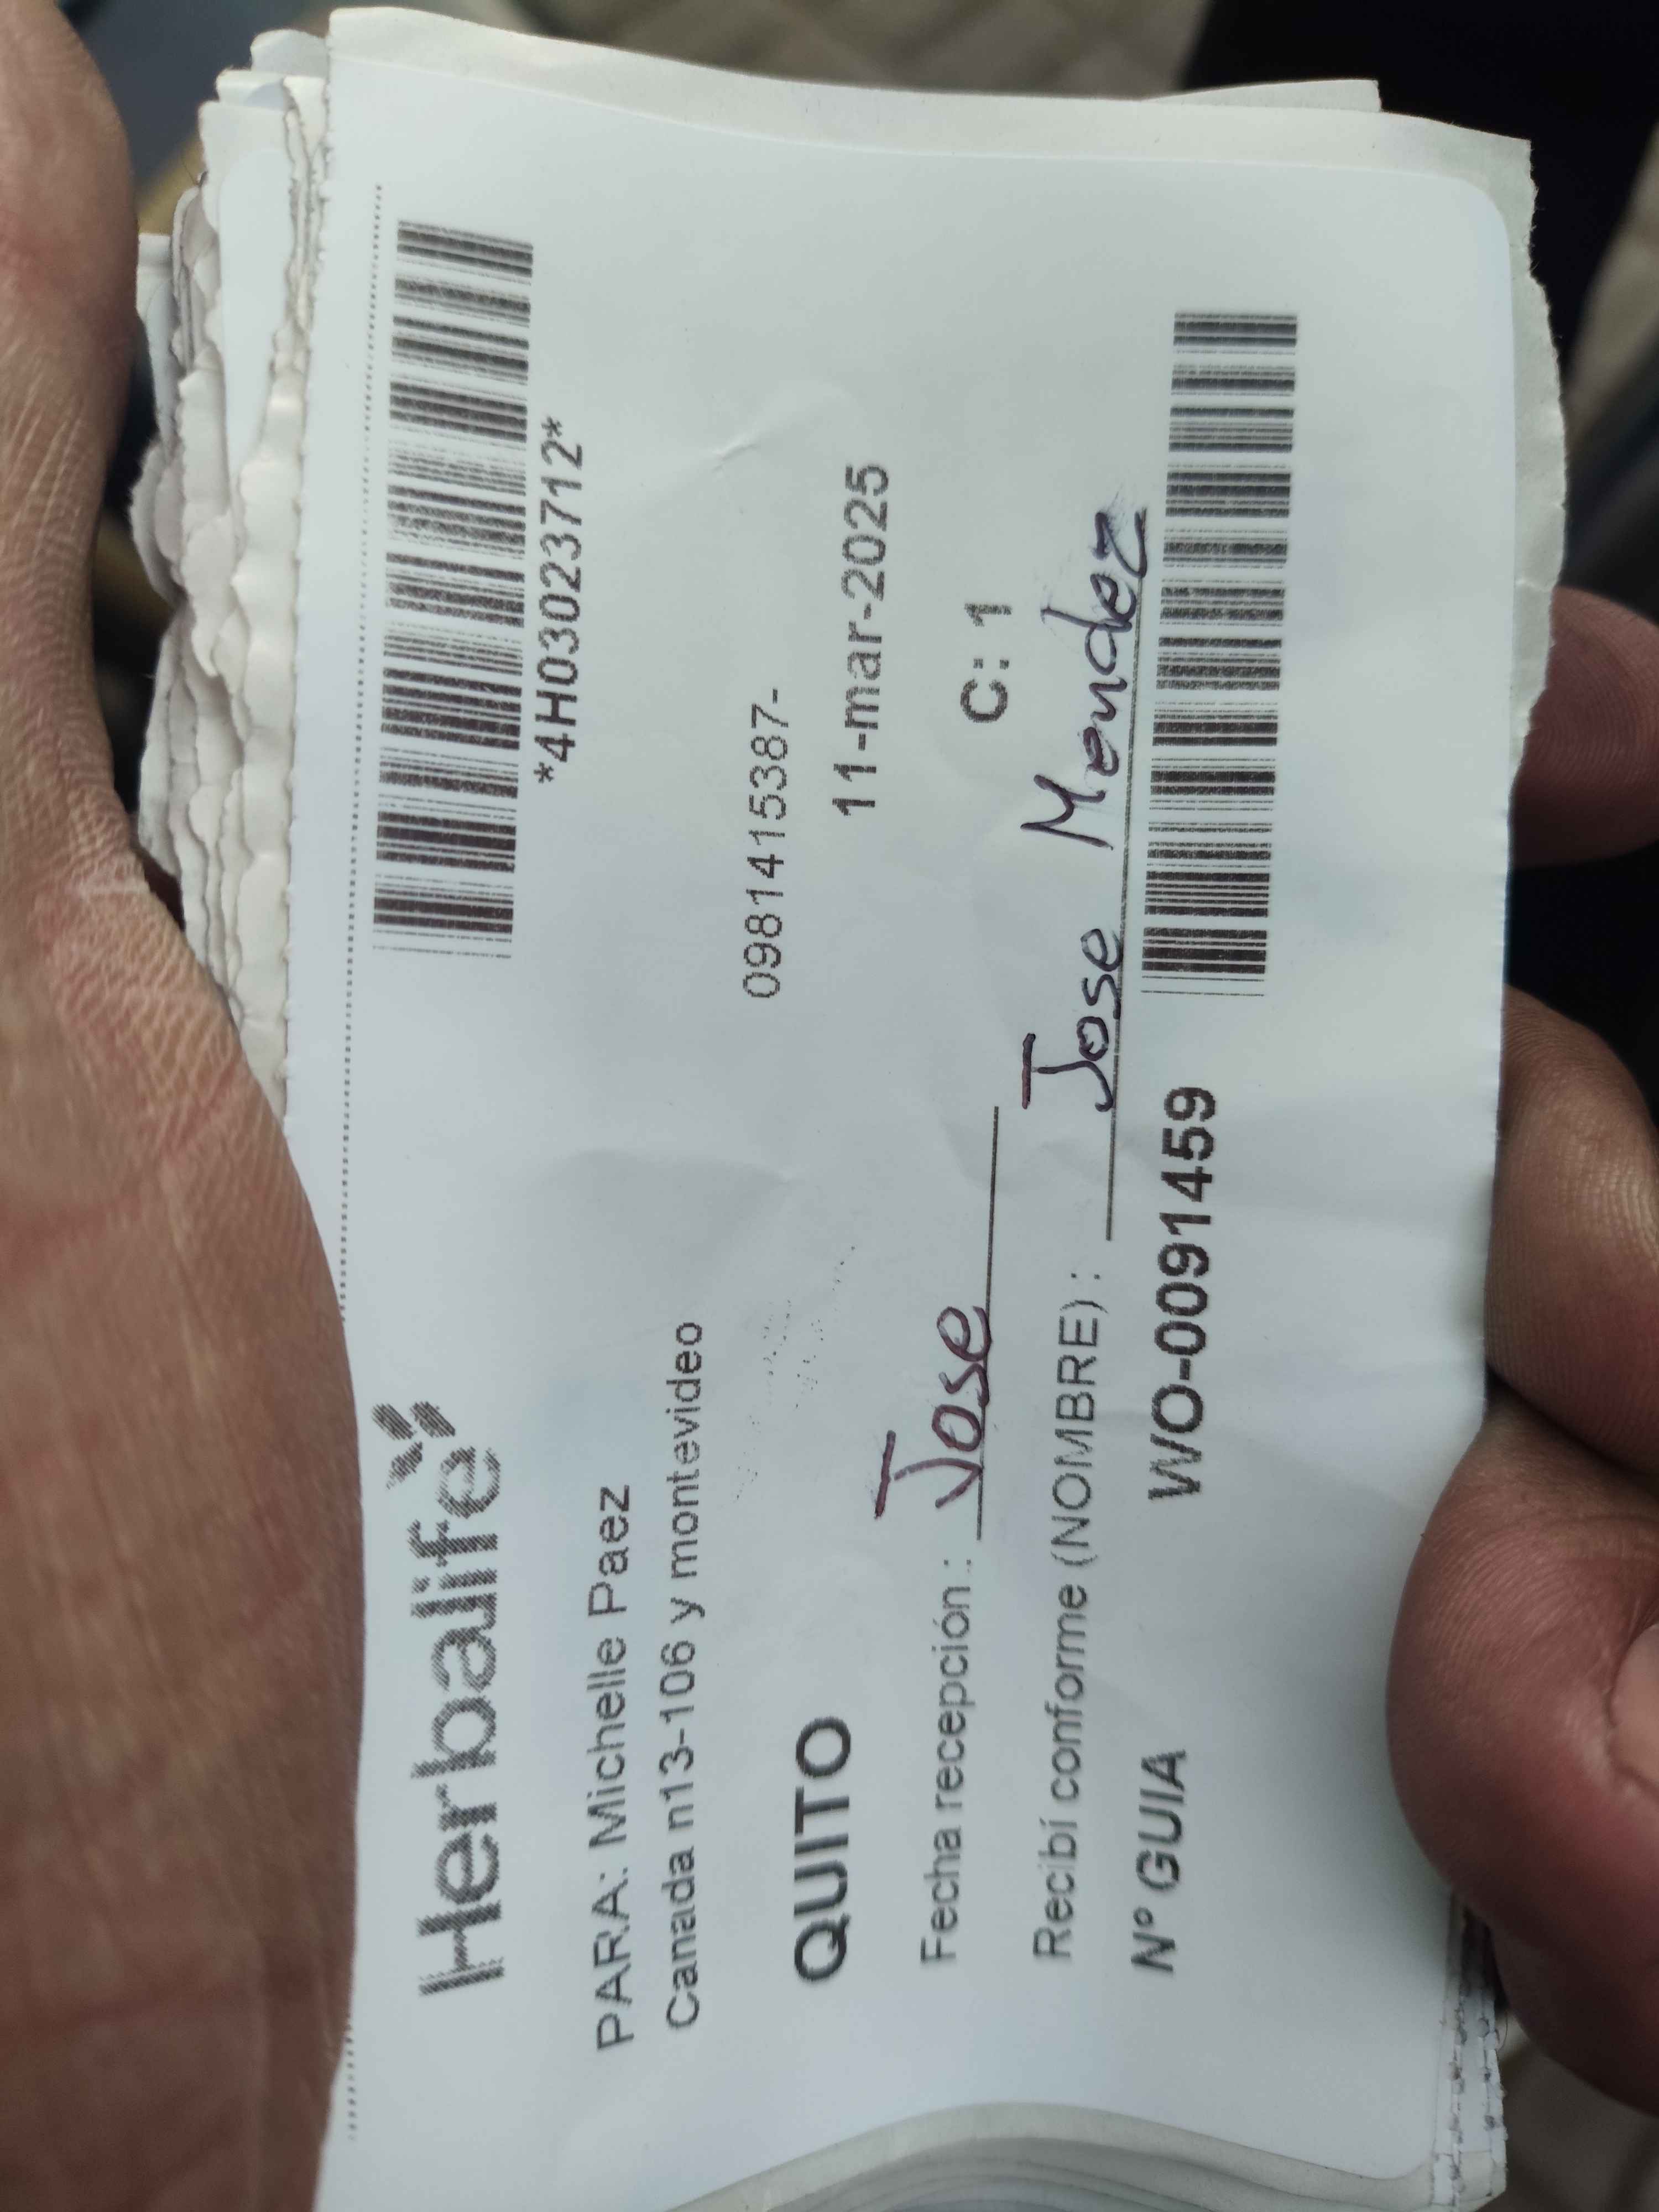 Herbalife
*4H03023712*
PARA: Michelle Paez
Canada n13-106 y montevideo
0981415387-
QUITO
11-mar-2025
Fecha recepción : Jose
C: 1
Recibí conforme (NOMBRE) : Jose Mendez
Nº GUIA WO-0091459